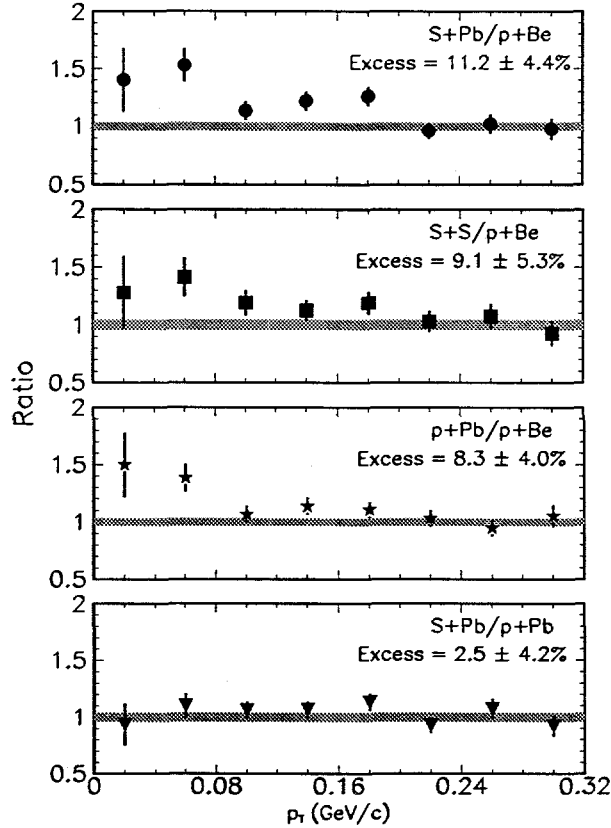 2
S+Pb/p+Be
Excess = 11.2 ± 4.4%
1.5
1
0.5
2
S+S/p+Be
Excess = 9.1 ± 5.3%
1.5
1
0.5
Ratio
2
p+Pb/p+Be
Excess = 8.3 ± 4.0%
1.5
1
0.5
2
S+Pb/p+Pb
Excess = 2.5 ± 4.2%
1.5
1
0.5
0 0.08 0.16 0.24 0.32
pT (GeV/c)